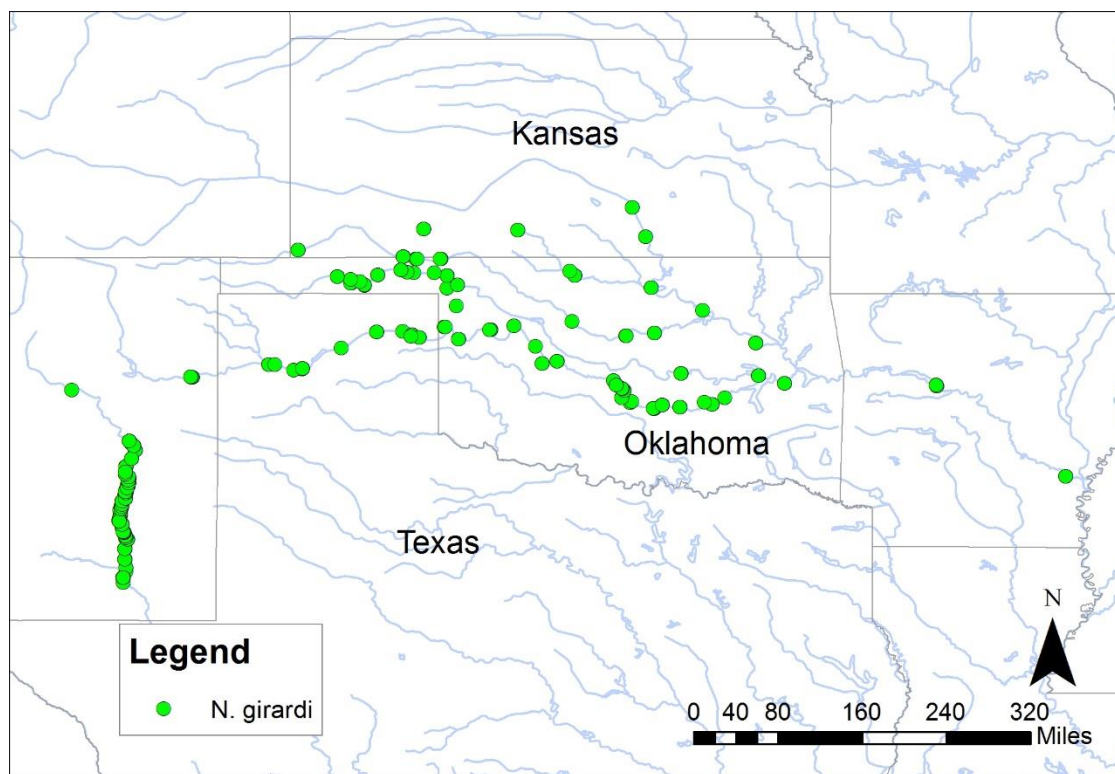 Kansas
Oklahoma
Texas
N
Legend
N. girardi
0 40 80 160 240 320
Miles